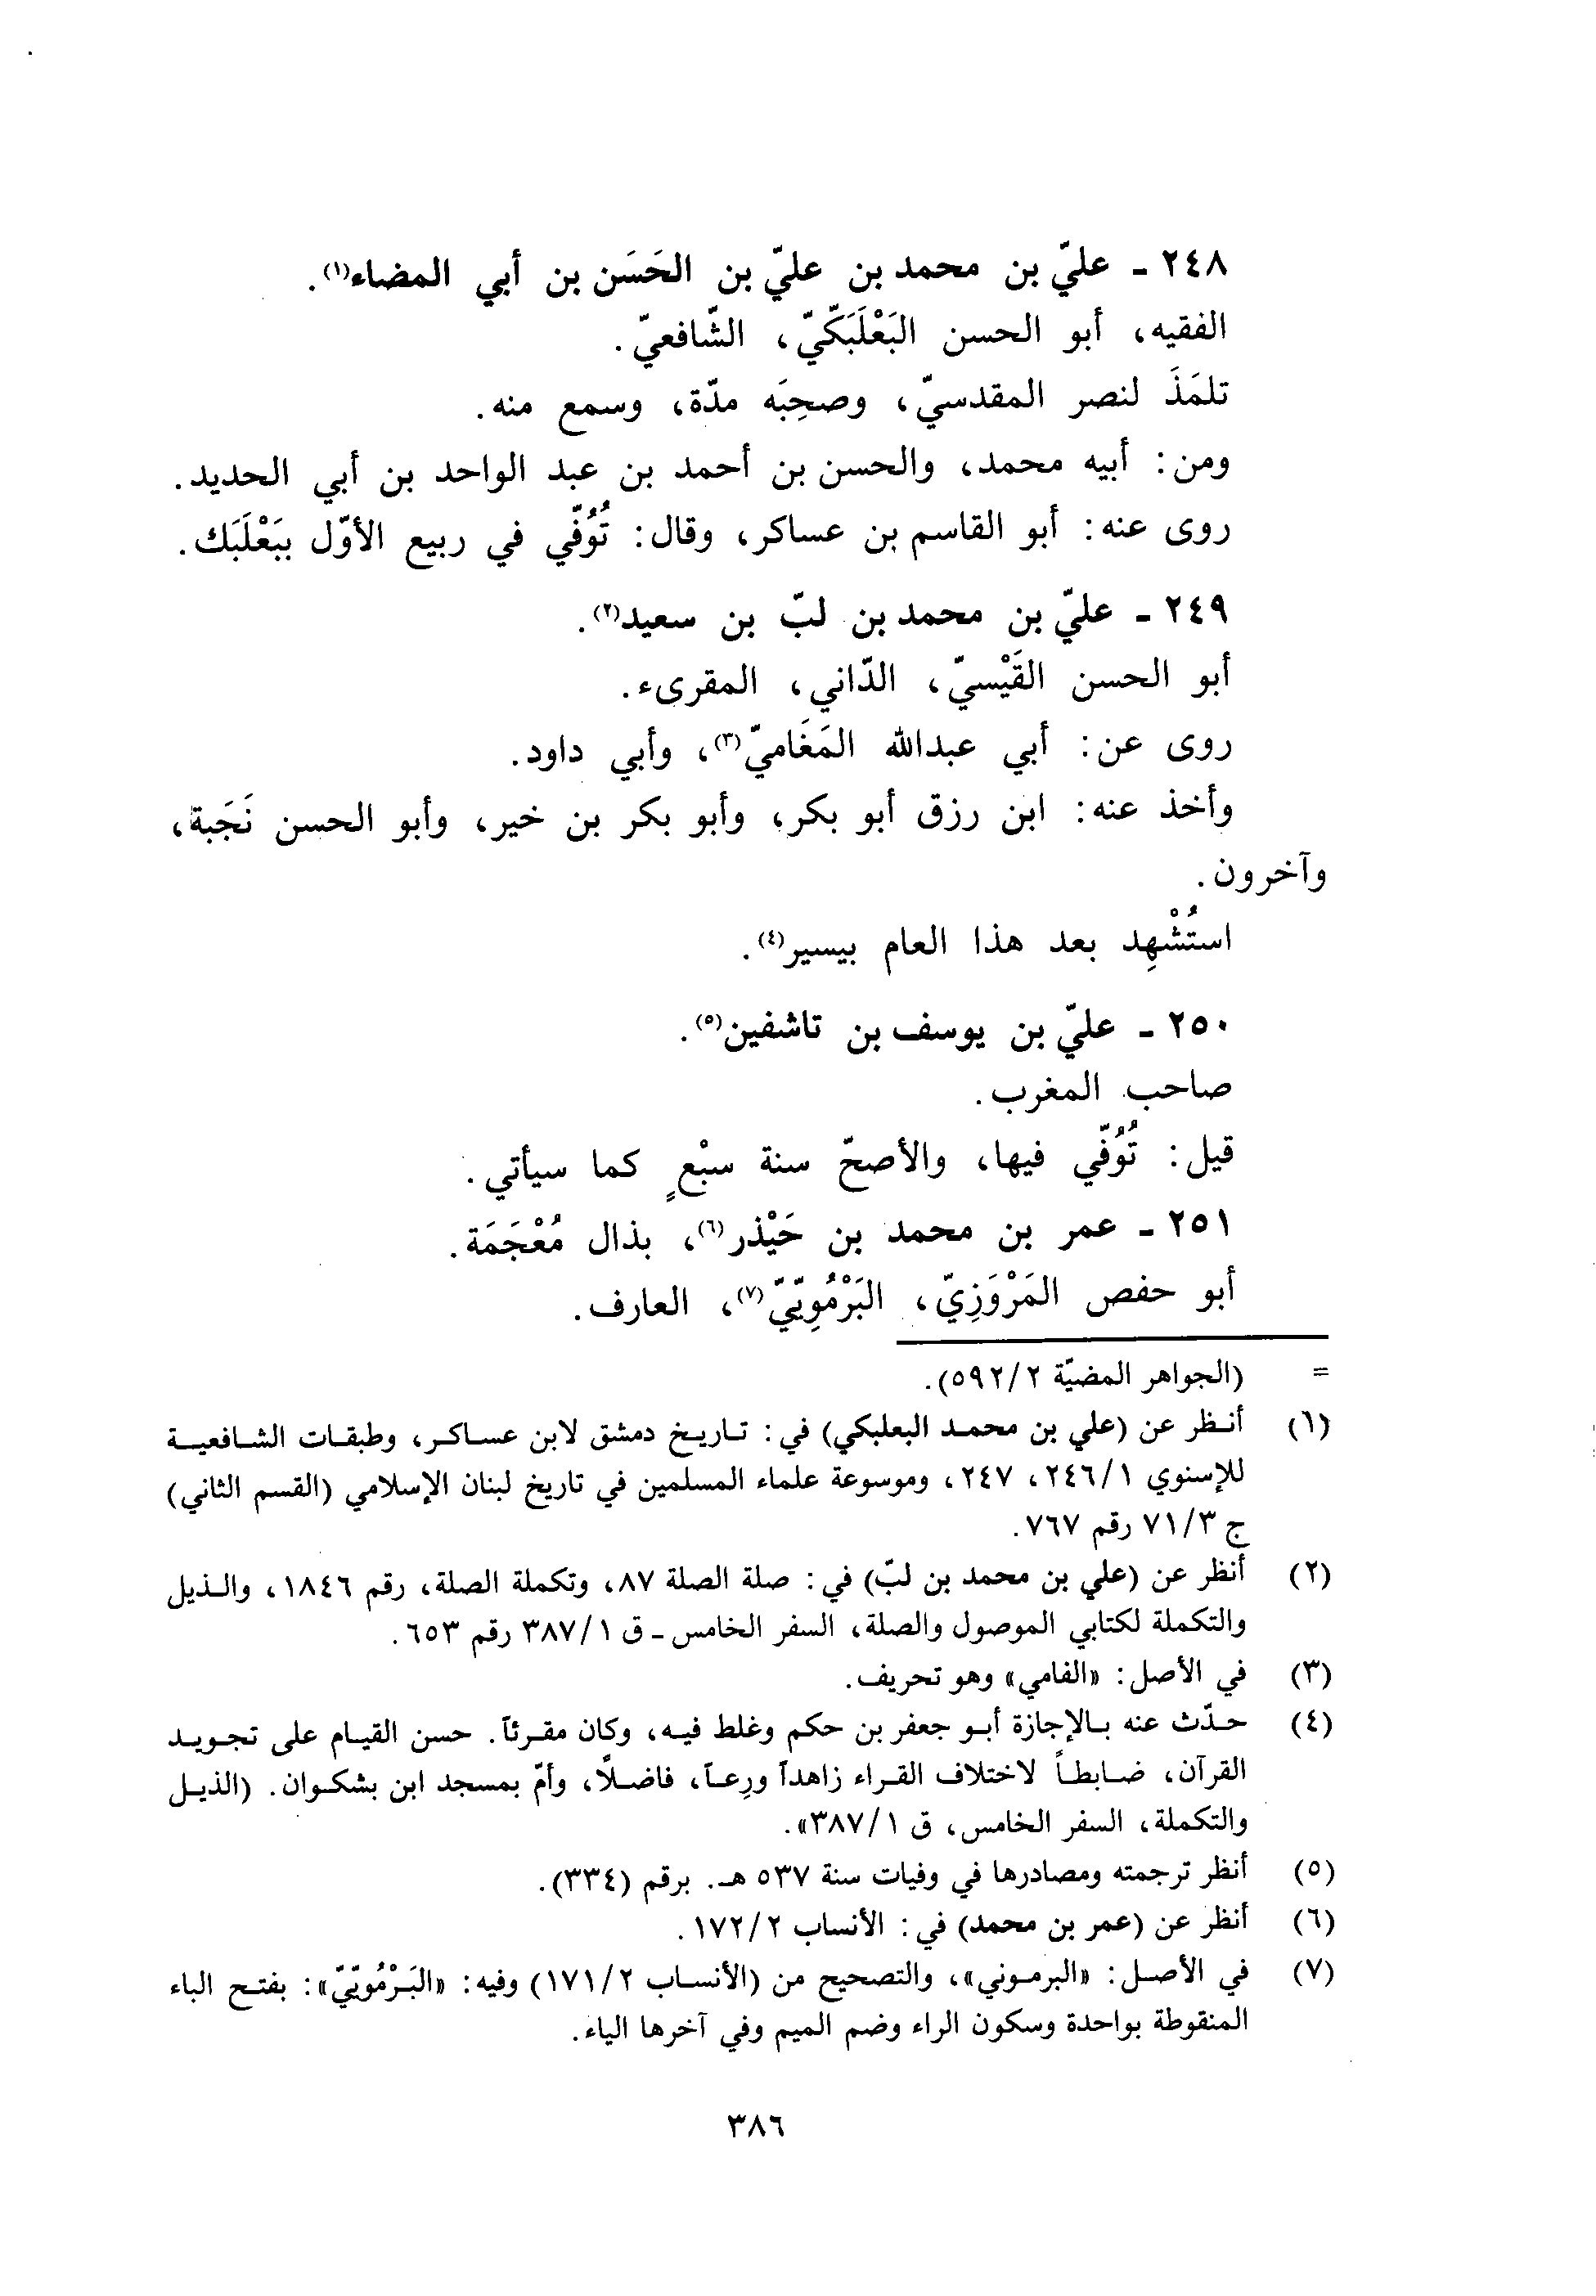 ٢٤٨ ـ عليّ بن محمد بن عليّ بن الحَسَن بن أبي المضاء(١).
الفقيه، أبو الحسن البَعْلَبَكّيّ، الشّافعيّ.
تلمَذَ لنصر المقدسيّ، وصحِبَه مدّة، وسمع منه.
ومن: أبيه محمد، والحسن بن أحمد بن عبد الواحد بن أبي الحديد.
روى عنه: أبو القاسم بن عساكر، وقال: تُوُفّي في ربيع الأوّل ببَعْلَبَك.
٢٤٩ ـ عليّ بن محمد بن لبّ بن سعيد(٢).
أبو الحسن القَيْسيّ، الدّاني، المقرىء.
روى عن: أبي عبدالله المَغَاميّ(٣)، وأبي داود.
وأخذ عنه: ابن رزق أبو بكر، وأبو بكر بن خير، وأبو الحسن نَجَبة،
وآخرون.
استُشْهِد بعد هذا العام بيسير(٤).
٢٥٠ ـ عليّ بن يوسف بن تاشفين(٥).
صاحب المغرب.
قيل: تُوُفّي فيها، والأصحّ سنة سبْعٍ كما سيأتي.
٢٥١ ـ عمر بن محمد بن حَيْذر(٦)، بذال مُعْجَمَة.
أبو حفص المَرْوَزِيّ، البَرْمُوِيّيّ(٧)، العارف.
= (الجواهر المضيّة ٢/ ٥٩٢).
(١) أنظر عن (علي بن محمد البعلبكي) في: تاريخ دمشق لابن عساكر، وطبقات الشافعية
للإسنوي ١/ ٢٤٦، ٢٤٧، وموسوعة علماء المسلمين في تاريخ لبنان الإسلامي (القسم الثاني)
ج ٣/ ٧١ رقم ٧٦٧.
(٢) أنظر عن (علي بن محمد بن لبّ) في: صلة الصلة ٨٧، وتكملة الصلة، رقم ١٨٤٦، والذيل
والتكملة لكتابي الموصول والصلة، السفر الخامس ـ ق ١/ ٣٨٧ رقم ٦٥٣.
(٣) في الأصل: «الفامي» وهو تحريف.
(٤) حدّث عنه بالإجازة أبو جعفر بن حكم وغلط فيه، وكان مقرئاً. حسن القيام على تجويد
القرآن، ضابطاً لاختلاف القراء زاهداً ورِعاً، فاضلًا، وأمّ بمسجد ابن بشكوان. (الذيل
والتكملة، السفر الخامس، ق ١/ ٣٨٧».
(٥) أنظر ترجمته ومصادرها في وفيات سنة ٥٣٧ هـ. برقم (٣٣٤).
(٦) أنظر عن (عمر بن محمد) في: الأنساب ٢/ ١٧٢.
(٧) في الأصل: «البرموني»، والتصحيح من (الأنساب ٢/ ١٧١) وفيه: «البَرْمُويّيّ»: بفتح الباء
المنقوطة بواحدة وسكون الراء وضم الميم وفي آخرها الياء.
٣٨٦